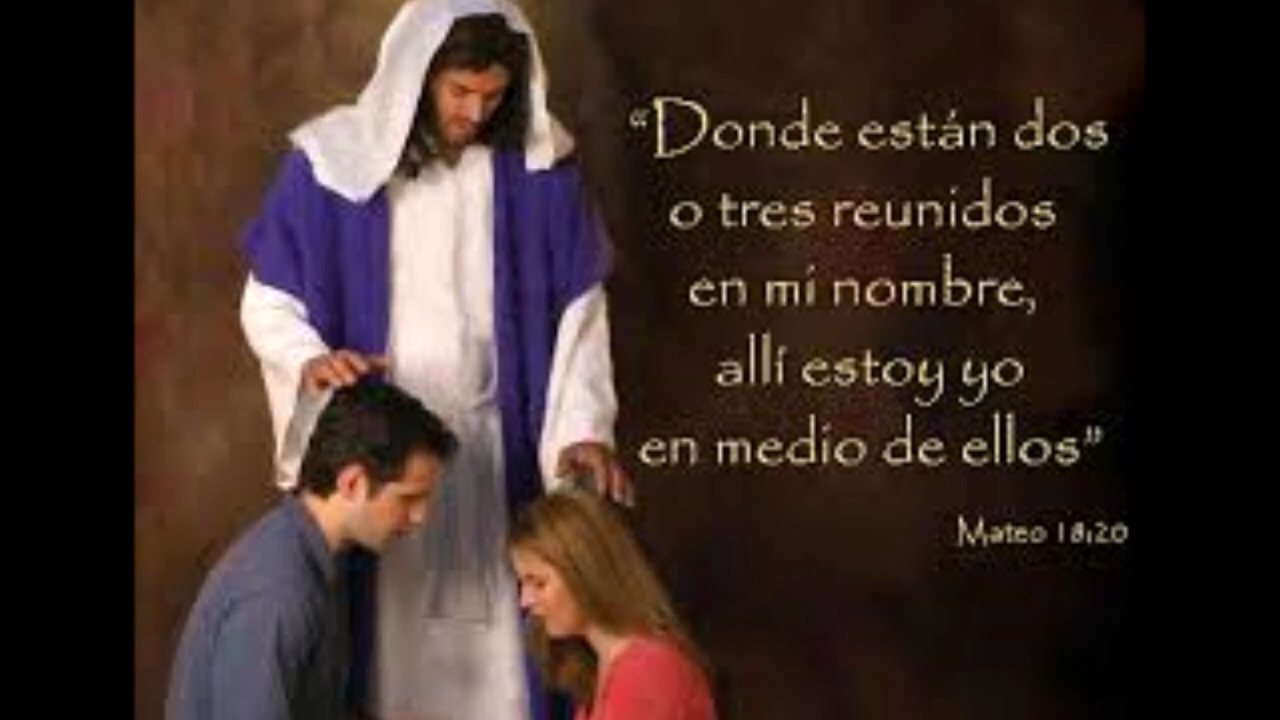 “Donde están dos
o tres reunidos
en mi nombre,
allí estoy yo
en medio de ellos”
Mateo 18:20